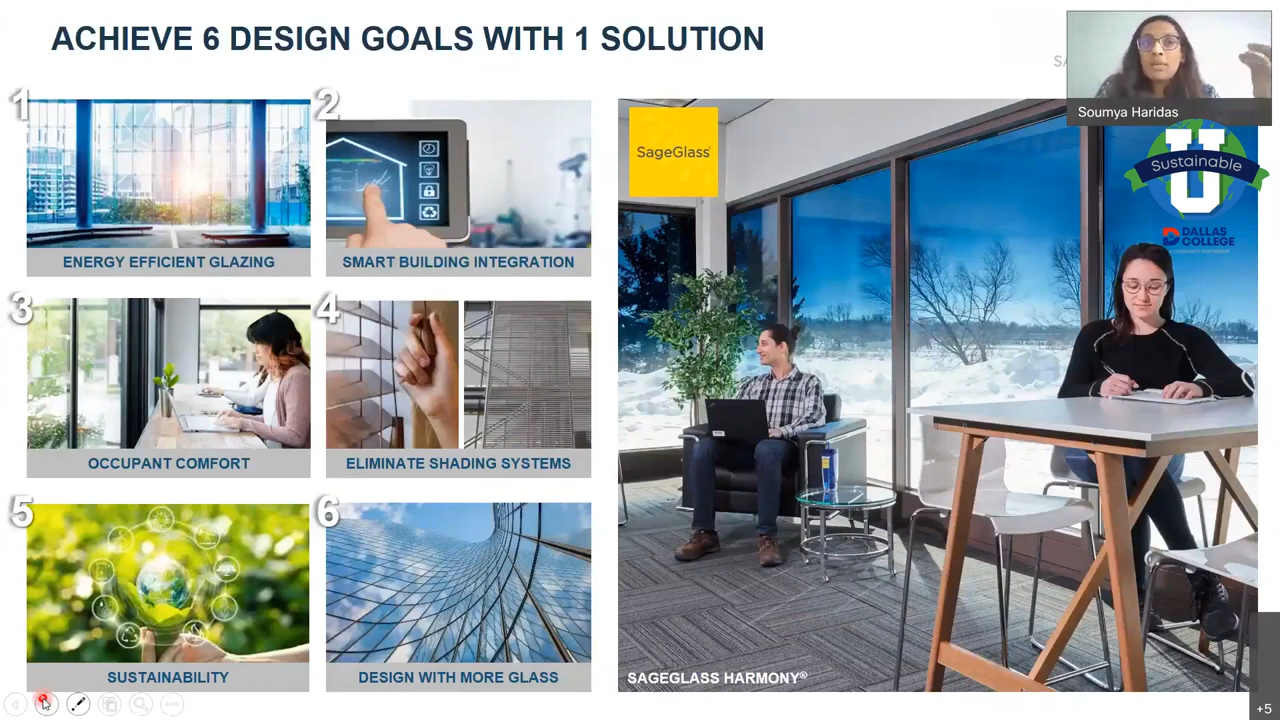 ACHIEVE 6 DESIGN GOALS WITH 1 SOLUTION
SA
Soumya Haridas
1
2
ENERGY EFFICIENT GLAZING
SMART BUILDING INTEGRATION
3
4
OCCUPANT COMFORT
ELIMINATE SHADING SYSTEMS
5
6
SUSTAINABILITY
DESIGN WITH MORE GLASS
SageGlass
U
Sustainable
DALLAS
COLLEGE
SAGEGLASS HARMONY®
+5